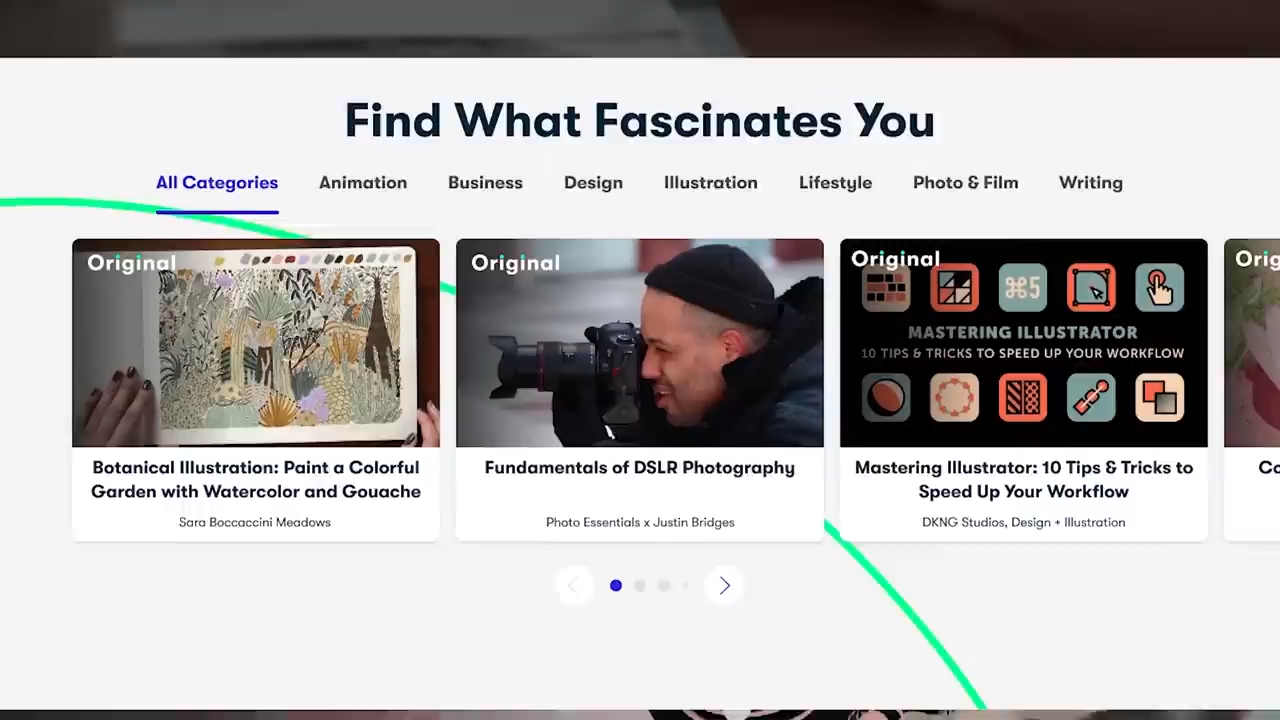 Find What Fascinates You
All Categories Animation Business Design Illustration Lifestyle Photo & Film Writing
Original
Original
Original
MASTERING ILLUSTRATOR
10 TIPS & TRICKS TO SPEED UP YOUR WORKFLOW
⌘5
Botanical Illustration: Paint a Colorful
Garden with Watercolor and Gouache
Sara Boccaccini Meadows
Fundamentals of DSLR Photography
Photo Essentials x Justin Bridges
Mastering Illustrator: 10 Tips & Tricks to
Speed Up Your Workflow
DKNG Studios, Design + Illustration